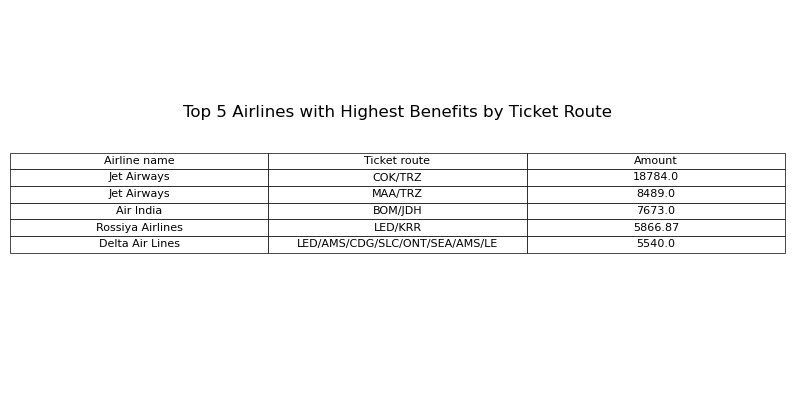 Top 5 Airlines with Highest Benefits by Ticket Route
Airline name Ticket route Amount
Jet Airways COK/TRZ 18784.0
Jet Airways MAA/TRZ 8489.0
Air India BOM/JDH 7673.0
Rossiya Airlines LED/KRR 5866.87
Delta Air Lines LED/AMS/CDG/SLC/ONT/SEA/AMS/LE 5540.0